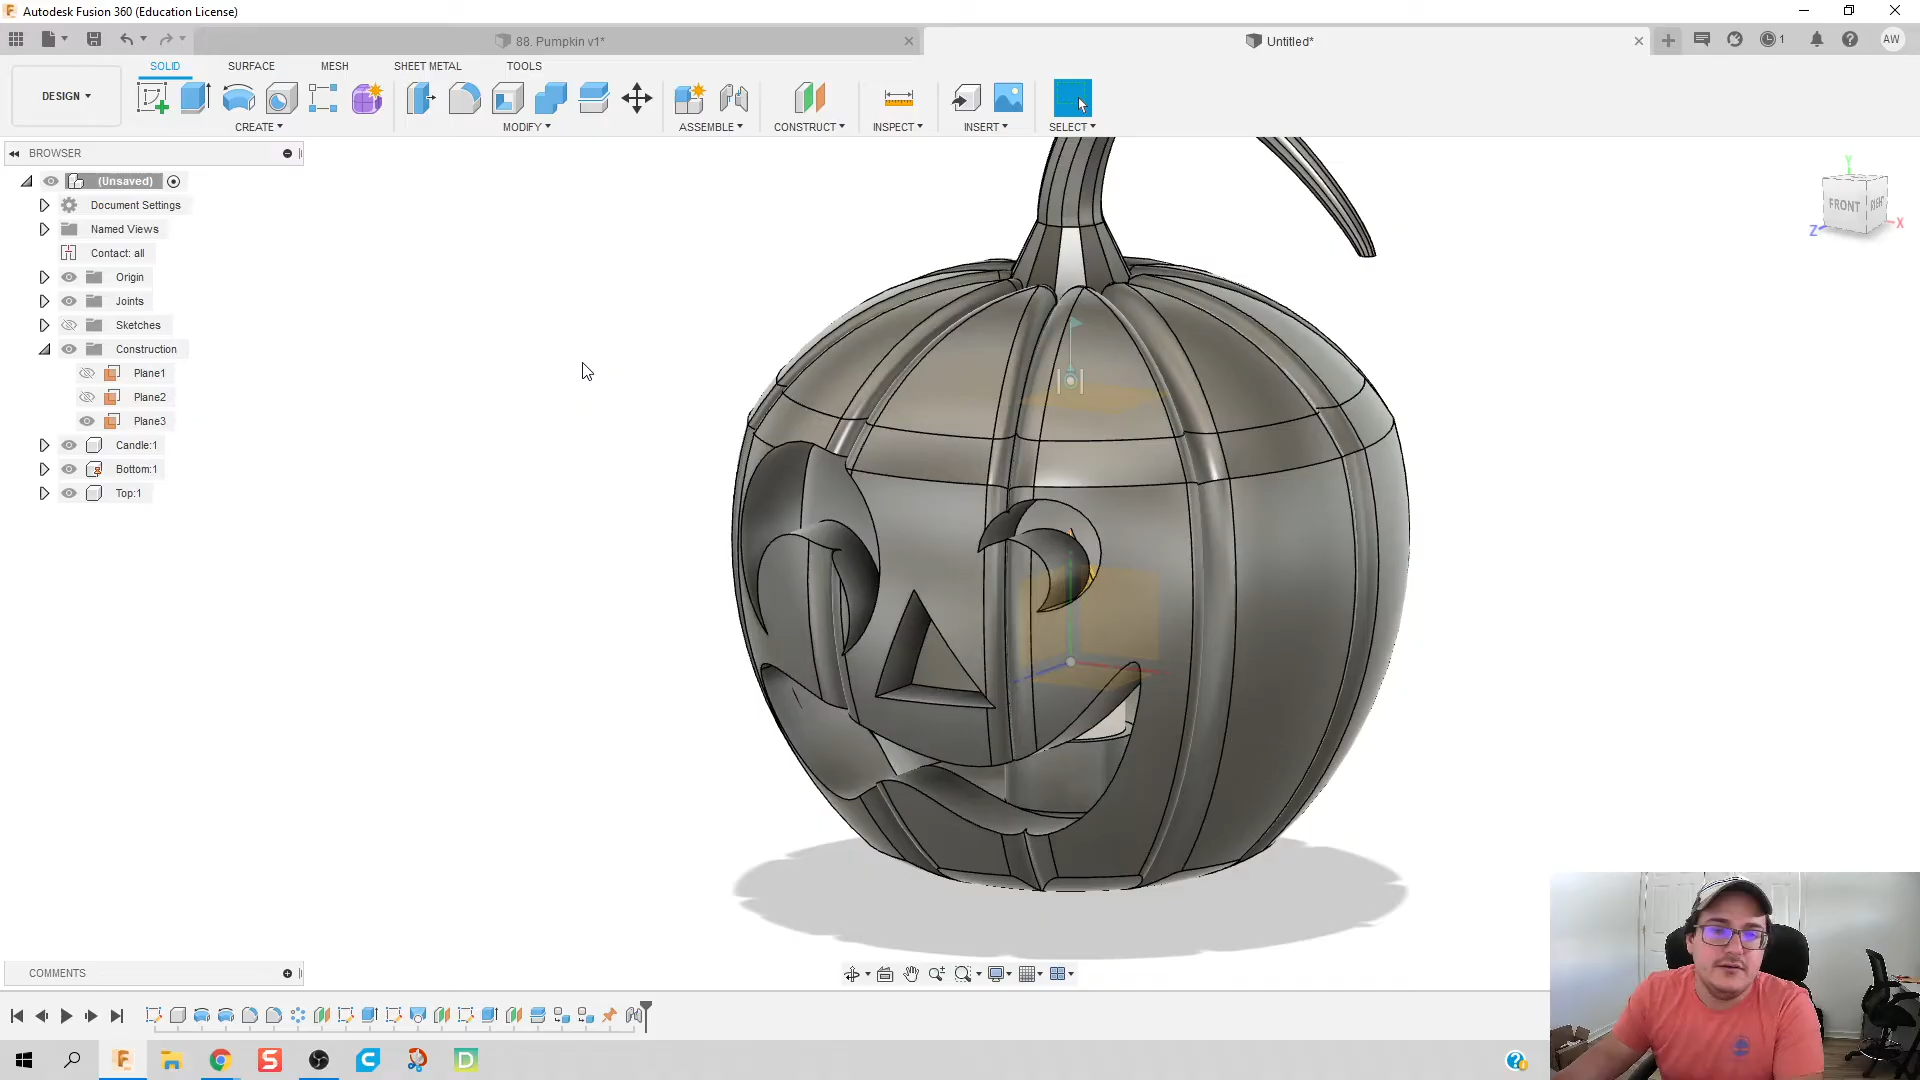 Autodesk Fusion 360 (Education License)
88. Pumpkin v1*
Untitled*
1
AW
DESIGN
SOLID
SURFACE
MESH
SHEET METAL
TOOLS
CREATE
MODIFY
ASSEMBLE
CONSTRUCT
INSPECT
INSERT
SELECT
BROWSER
(Unsaved)
Document Settings
Named Views
Contact: all
Origin
Joints
Sketches
Construction
Plane1
Plane2
Plane3
Candle:1
Bottom:1
Top:1
Y
FRONT
RIGHT
X
Z
COMMENTS